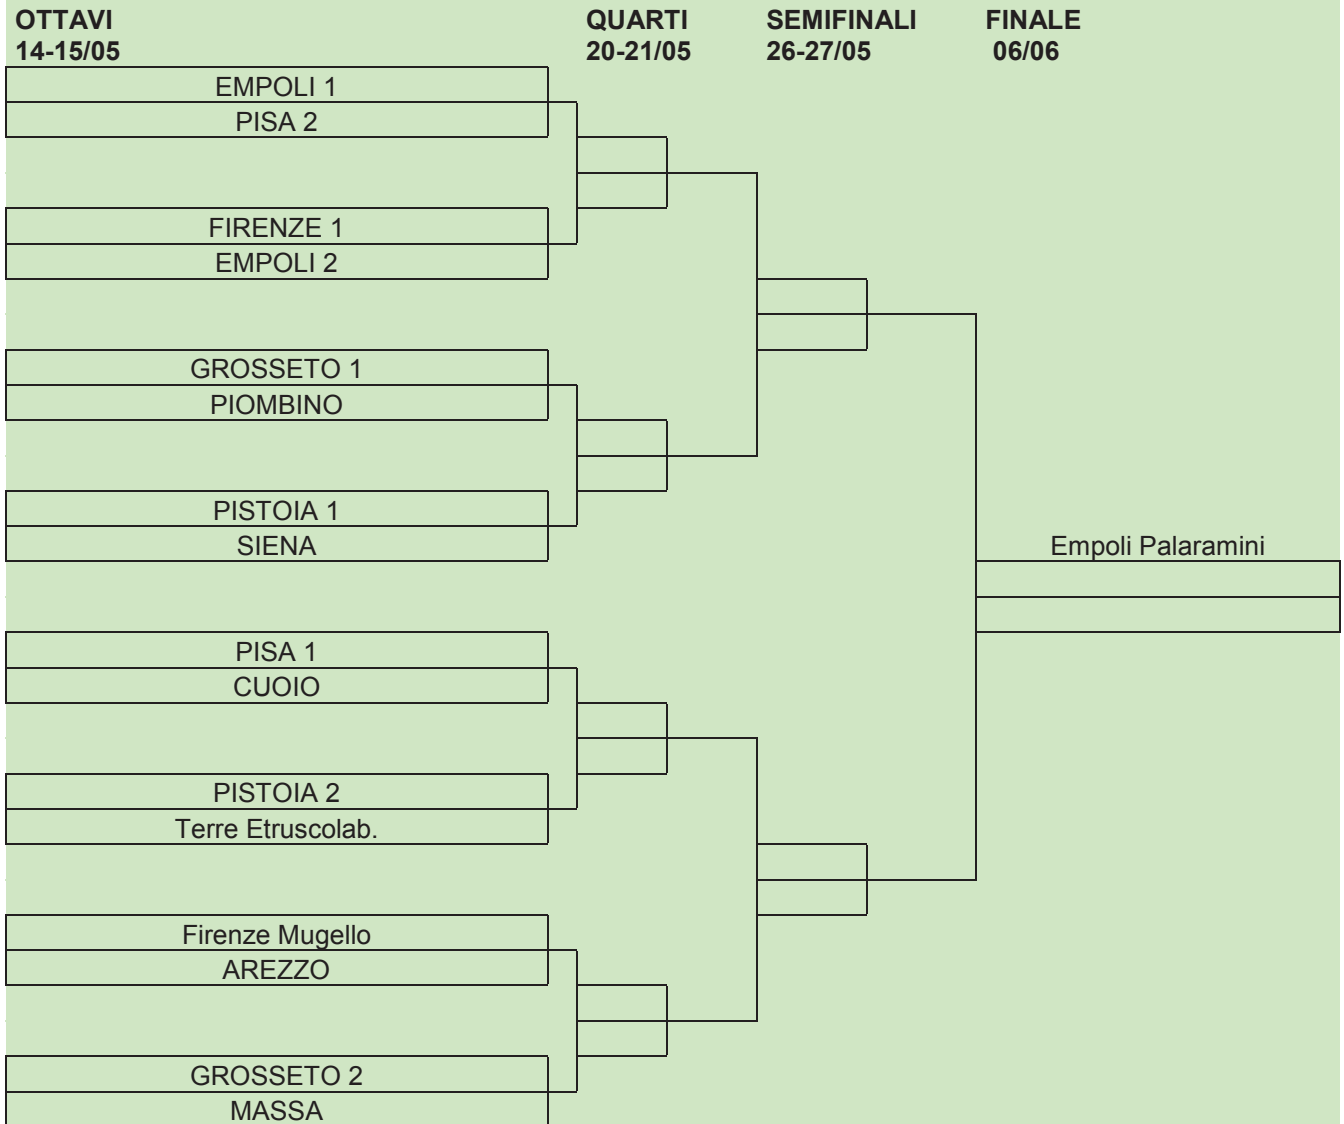 OTTAVI
14-15/05
QUARTI
20-21/05
SEMIFINALI
26-27/05
FINALE
06/06
EMPOLI 1
PISA 2
FIRENZE 1
EMPOLI 2
GROSSETO 1
PIOMBINO
PISTOIA 1
SIENA
Empoli Palaramini
PISA 1
CUOIO
PISTOIA 2
Terre Etruscolab.
Firenze Mugello
AREZZO
GROSSETO 2
MASSA